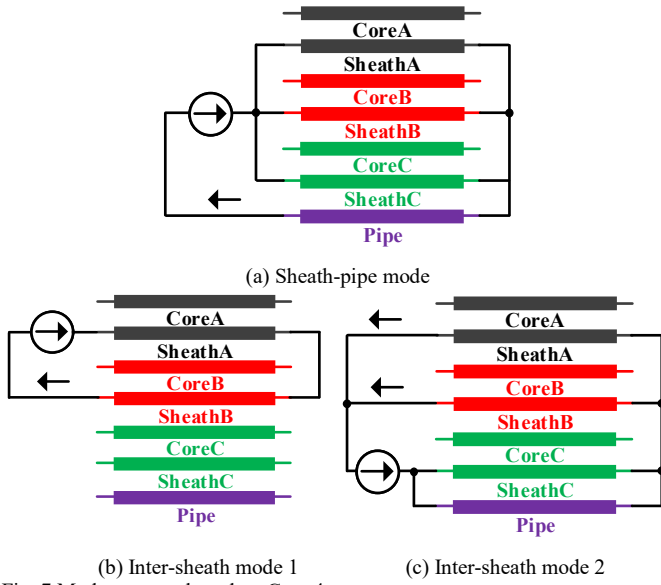 CoreA
SheathA
CoreB
SheathB
CoreC
SheathC
Pipe
(a) Sheath-pipe mode
CoreA
SheathA
CoreB
SheathB
CoreC
SheathC
Pipe
CoreA
SheathA
CoreB
SheathB
CoreC
SheathC
Pipe
(b) Inter-sheath mode 1
(c) Inter-sheath mode 2